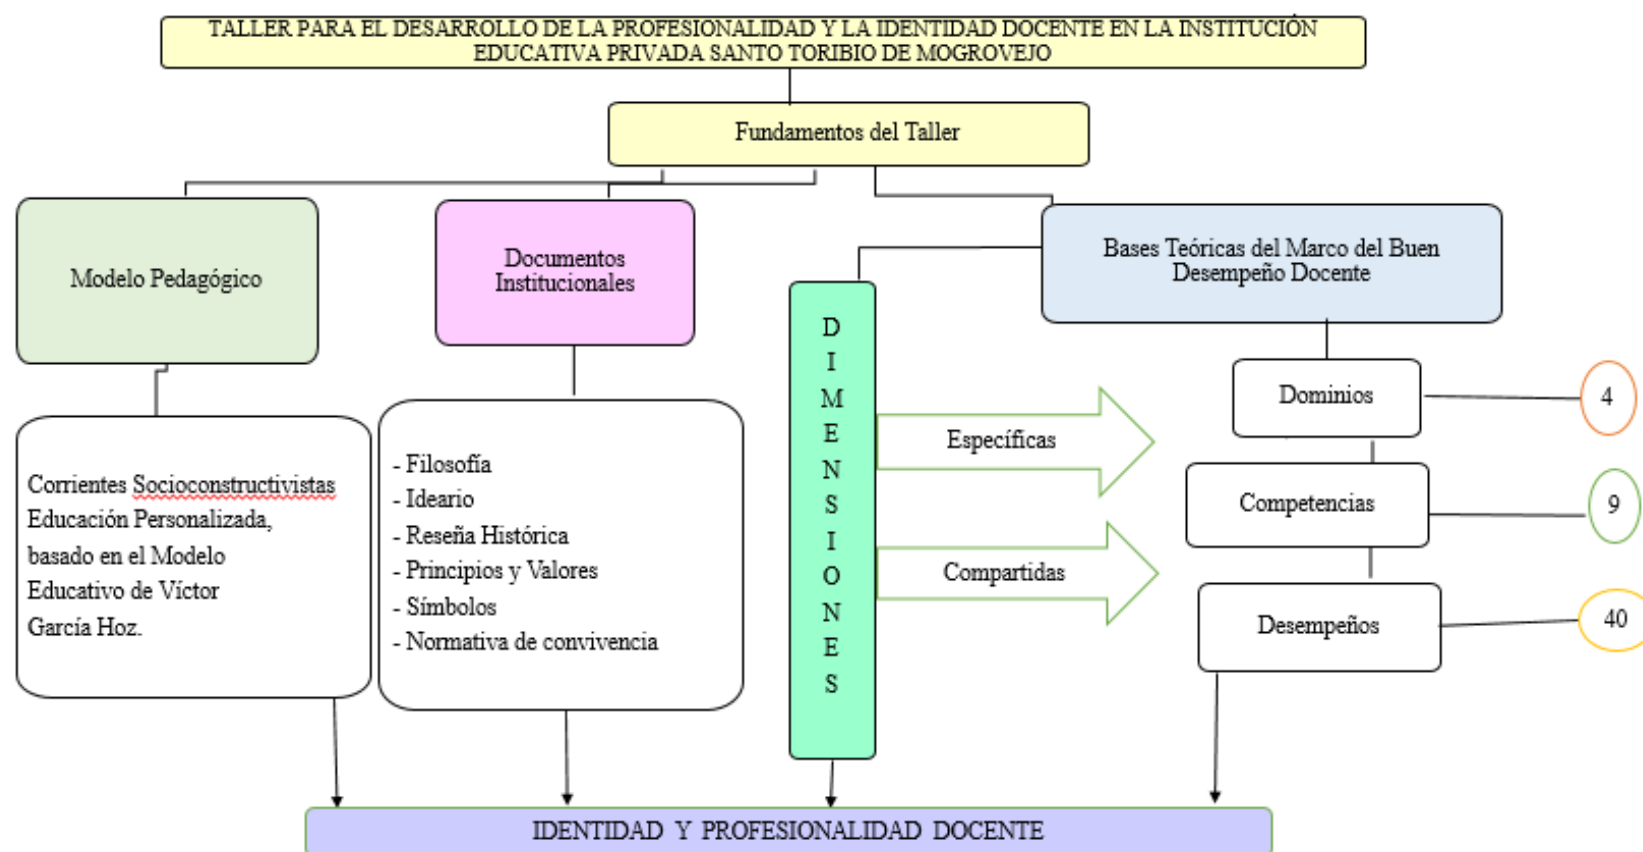 TALLER PARA EL DESARROLLO DE LA PROFESIONALIDAD Y LA IDENTIDAD DOCENTE EN LA INSTITUCIÓN
EDUCATIVA PRIVADA SANTO TORIBIO DE MOGROVEJO
Fundamentos del Taller
Modelo Pedagógico
Documentos
Institucionales
Bases Teóricas del Marco del Buen
Desempeño Docente
Corrientes Socioconstructivistas
Educación Personalizada,
basado en el Modelo
Educativo de Víctor
García Hoz.
- Filosofía
- Ideario
- Reseña Histórica
- Principios y Valores
- Símbolos
- Normativa de convivencia
D
I
M
E
N
S
I
O
N
E
S
Específicas
Compartidas
Dominios
4
Competencias
9
Desempeños
40
IDENTIDAD Y PROFESIONALIDAD DOCENTE